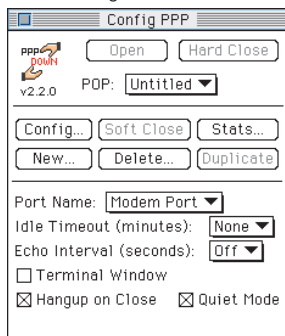 Config PPP
PPP Open Hard Close
DOWN
v2.2.0 POP: Untitled
Config... Soft Close Stats...
New... Delete... Duplicate
Port Name: Modem Port
Idle Timeout (minutes): None
Echo Interval (seconds): Off
Terminal Window
Hangup on Close Quiet Mode